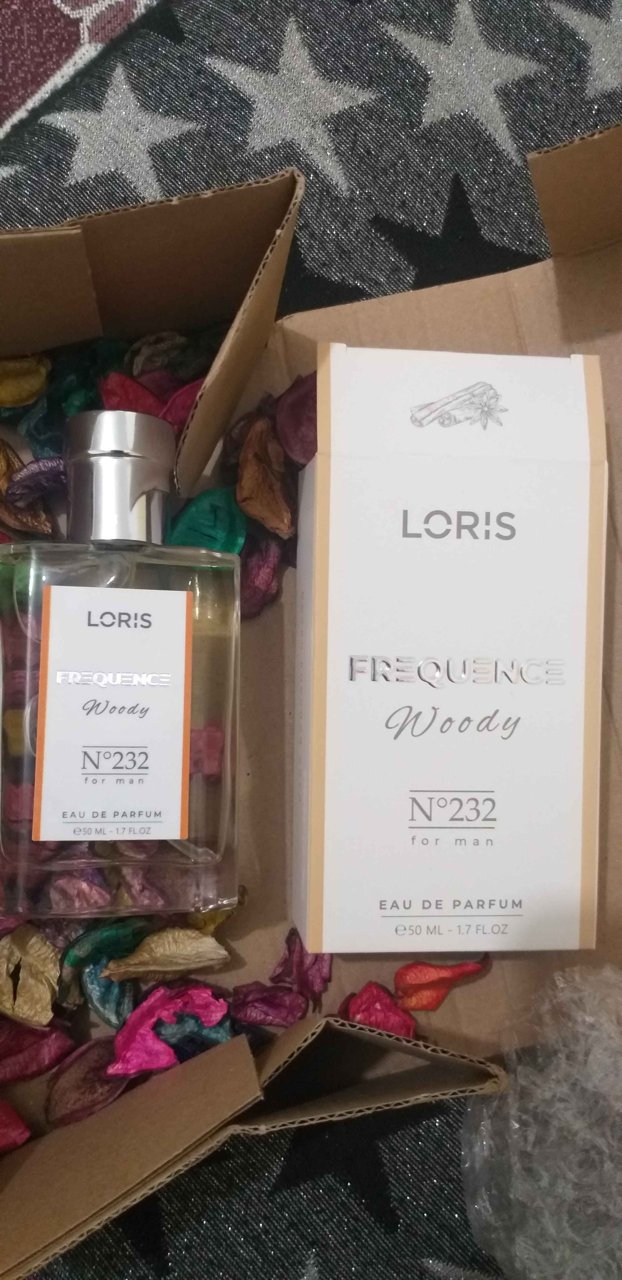 LORIS
FREQUENCE
Woody
N°232
for man
EAU DE PARFUM
℮50 ML - 1.7 FL.OZ
LORIS
FREQUENCE
Woody
N°232
for man
EAU DE PARFUM
℮50 ML - 1.7 FL.OZ